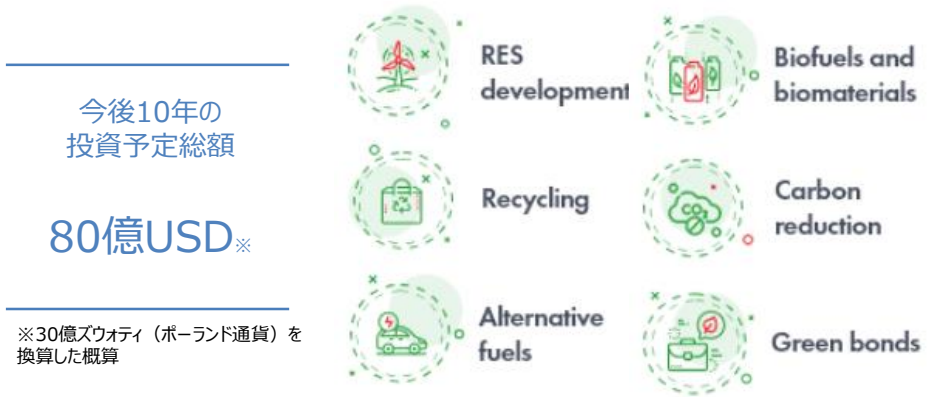 今後10年の
投資予定総額
80億USD※
※30億ズウォティ（ポーランド通貨）を
換算した概算
RES
development
Biofuels and
biomaterials
Recycling
Carbon
reduction
CO₂
Alternative
fuels
Green bonds